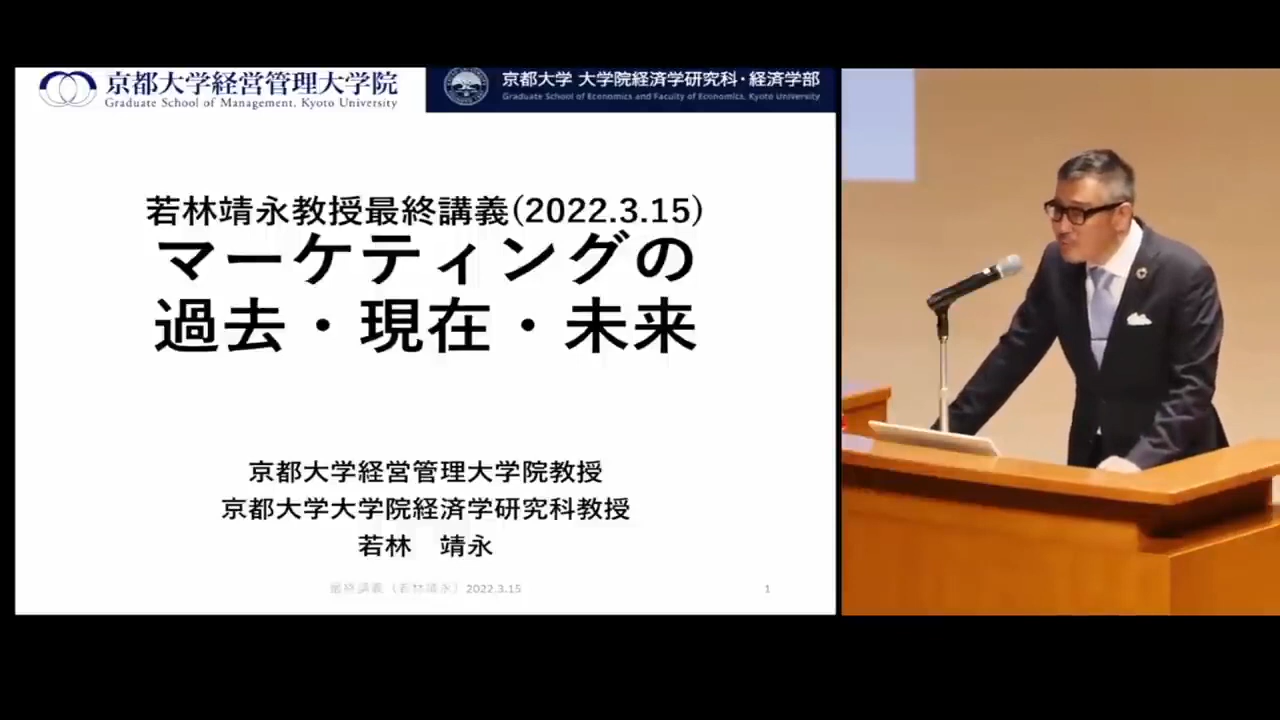 京都大学経営管理大学院
Graduate School of Management, Kyoto University
京都大学 大学院経済学研究科・経済学部
Graduate School of Economics and Faculty of Economics, Kyoto University
若林靖永教授最終講義(2022.3.15)
マーケティングの
過去・現在・未来
京都大学経営管理大学院教授
京都大学大学院経済学研究科教授
若林　靖永
最終講義（若林靖永）2022.3.15
1